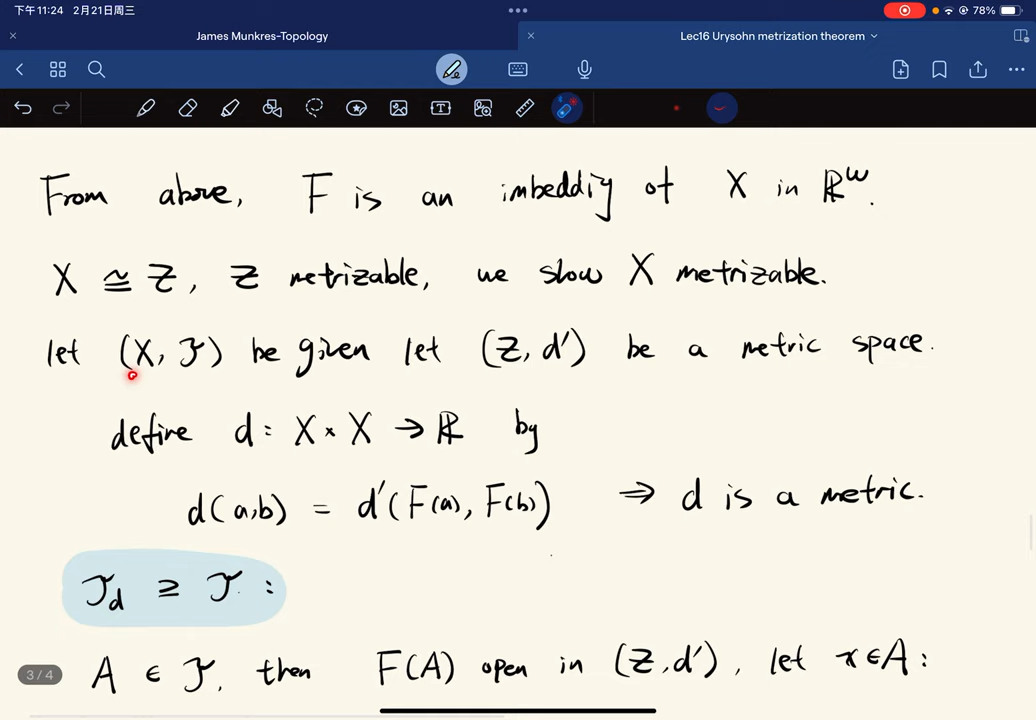 下午11:24 2月21日周三
78%
James Munkres-Topology
Lec16 Urysohn metrization theorem
From above, F is an imbeddig of X in ℝ^ω.
X ≅ Z, Z metrizable, we show X metrizable.
let (X, 𝒯) be given let (Z, d') be a metric space.
define d: X × X → ℝ by
d(a,b) = d'(F(a), F(b)) ⇒ d is a metric.
𝒯_d ≥ 𝒯 :
3/4
A ∈ 𝒯, then F(A) open in (Z, d'), let x∈A: